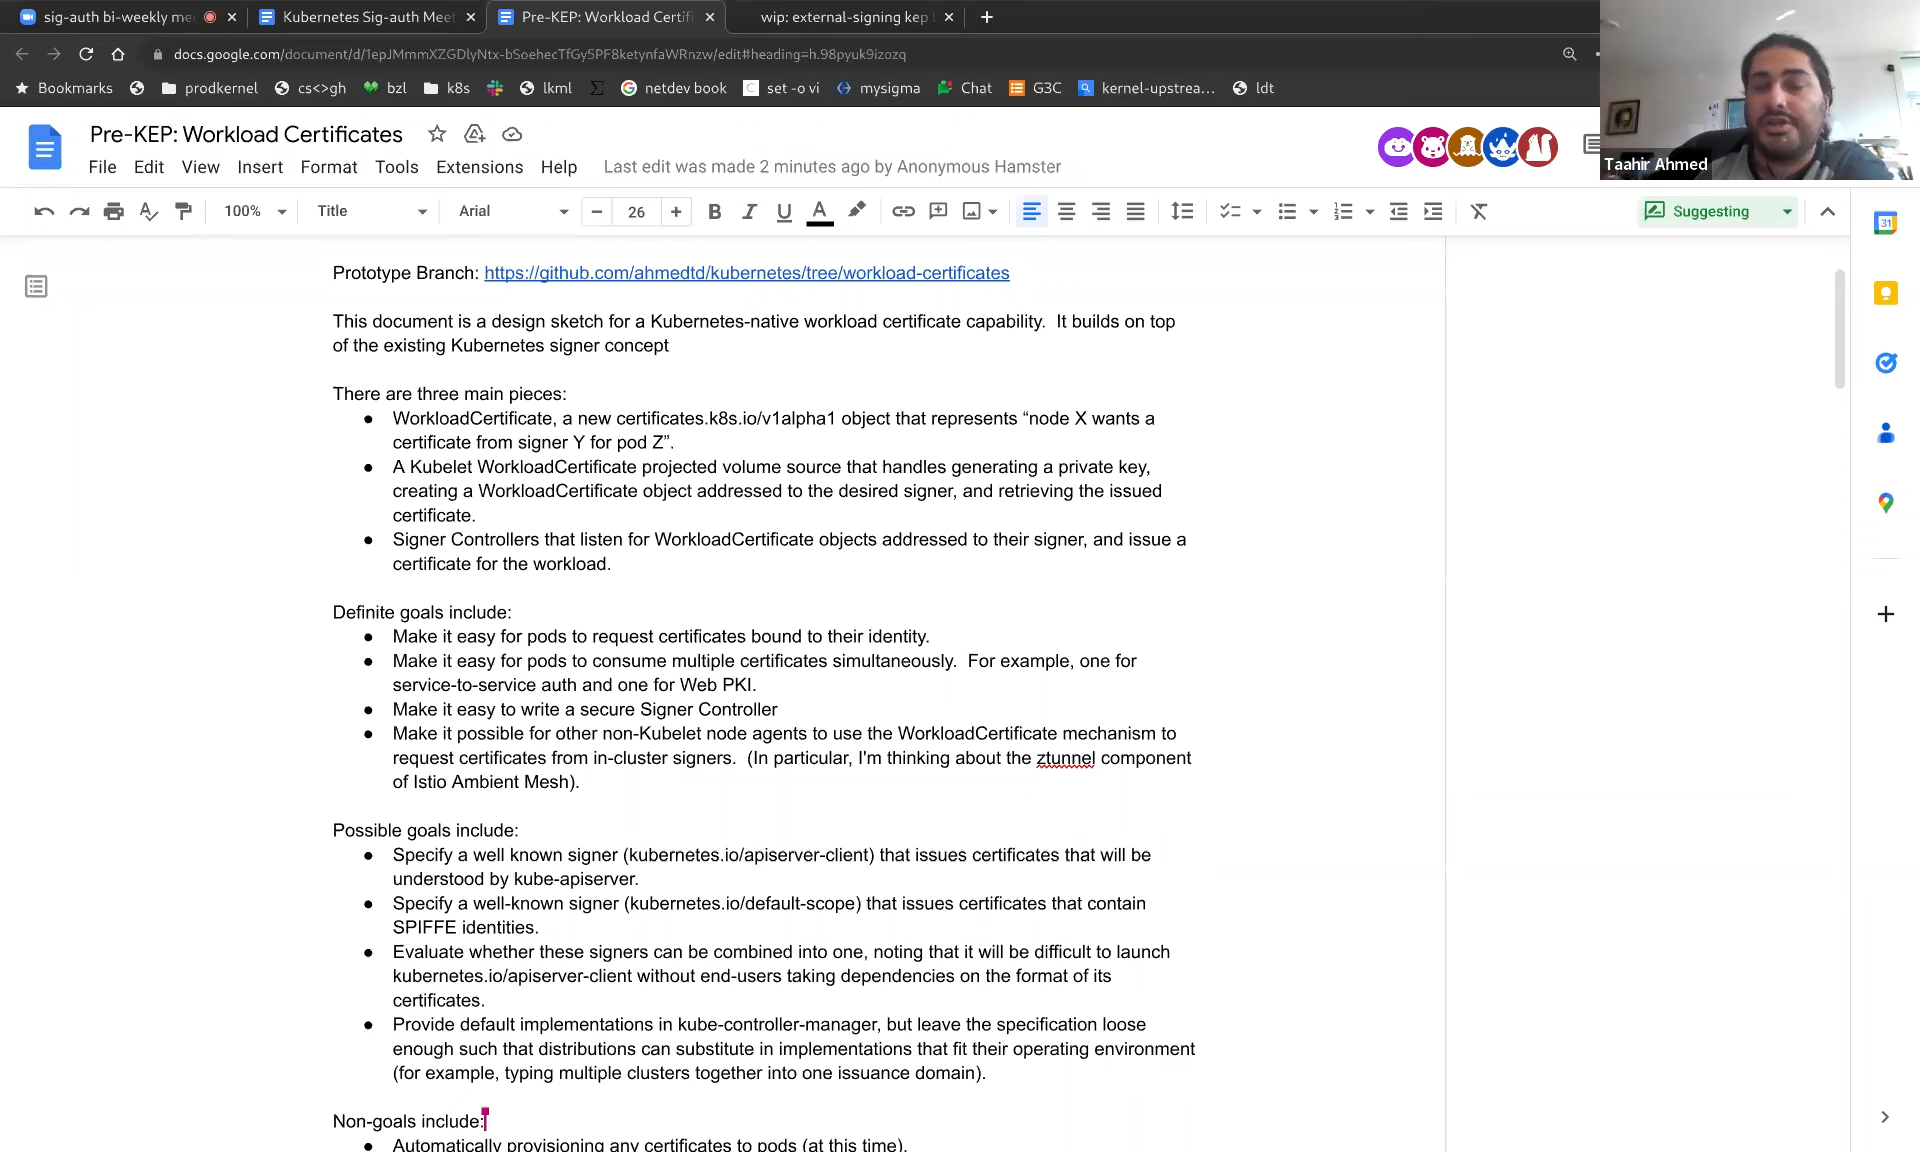 sig-auth bi-weekly me
Kubernetes Sig-auth Meet
Pre-KEP: Workload Certifi
wip: external-signing kep
docs.google.com/document/d/1epJMmmXZGDlyNtx-bSoehecTfGy5PF8ketynfaWRnzw/edit#heading=h.98pyuk9izozq
Bookmarks
prodkernel
cs<>gh
bzl
k8s
lkml
netdev book
set -o vi
mysigma
Chat
G3C
kernel-upstrea...
ldt
Taahir Ahmed
Pre-KEP: Workload Certificates
File Edit View Insert Format Tools Extensions Help
Last edit was made 2 minutes ago by Anonymous Hamster
100% Title Arial 26 B I U A
Suggesting
31
Prototype Branch: https://github.com/ahmedtd/kubernetes/tree/workload-certificates
This document is a design sketch for a Kubernetes-native workload certificate capability. It builds on top
of the existing Kubernetes signer concept
There are three main pieces:
● WorkloadCertificate, a new certificates.k8s.io/v1alpha1 object that represents “node X wants a
certificate from signer Y for pod Z”.
● A Kubelet WorkloadCertificate projected volume source that handles generating a private key,
creating a WorkloadCertificate object addressed to the desired signer, and retrieving the issued
certificate.
● Signer Controllers that listen for WorkloadCertificate objects addressed to their signer, and issue a
certificate for the workload.
Definite goals include:
● Make it easy for pods to request certificates bound to their identity.
● Make it easy for pods to consume multiple certificates simultaneously. For example, one for
service-to-service auth and one for Web PKI.
● Make it easy to write a secure Signer Controller
● Make it possible for other non-Kubelet node agents to use the WorkloadCertificate mechanism to
request certificates from in-cluster signers. (In particular, I'm thinking about the ztunnel component
of Istio Ambient Mesh).
Possible goals include:
● Specify a well known signer (kubernetes.io/apiserver-client) that issues certificates that will be
understood by kube-apiserver.
● Specify a well-known signer (kubernetes.io/default-scope) that issues certificates that contain
SPIFFE identities.
● Evaluate whether these signers can be combined into one, noting that it will be difficult to launch
kubernetes.io/apiserver-client without end-users taking dependencies on the format of its
certificates.
● Provide default implementations in kube-controller-manager, but leave the specification loose
enough such that distributions can substitute in implementations that fit their operating environment
(for example, typing multiple clusters together into one issuance domain).
Non-goals include:
● Automatically provisioning any certificates to pods (at this time).